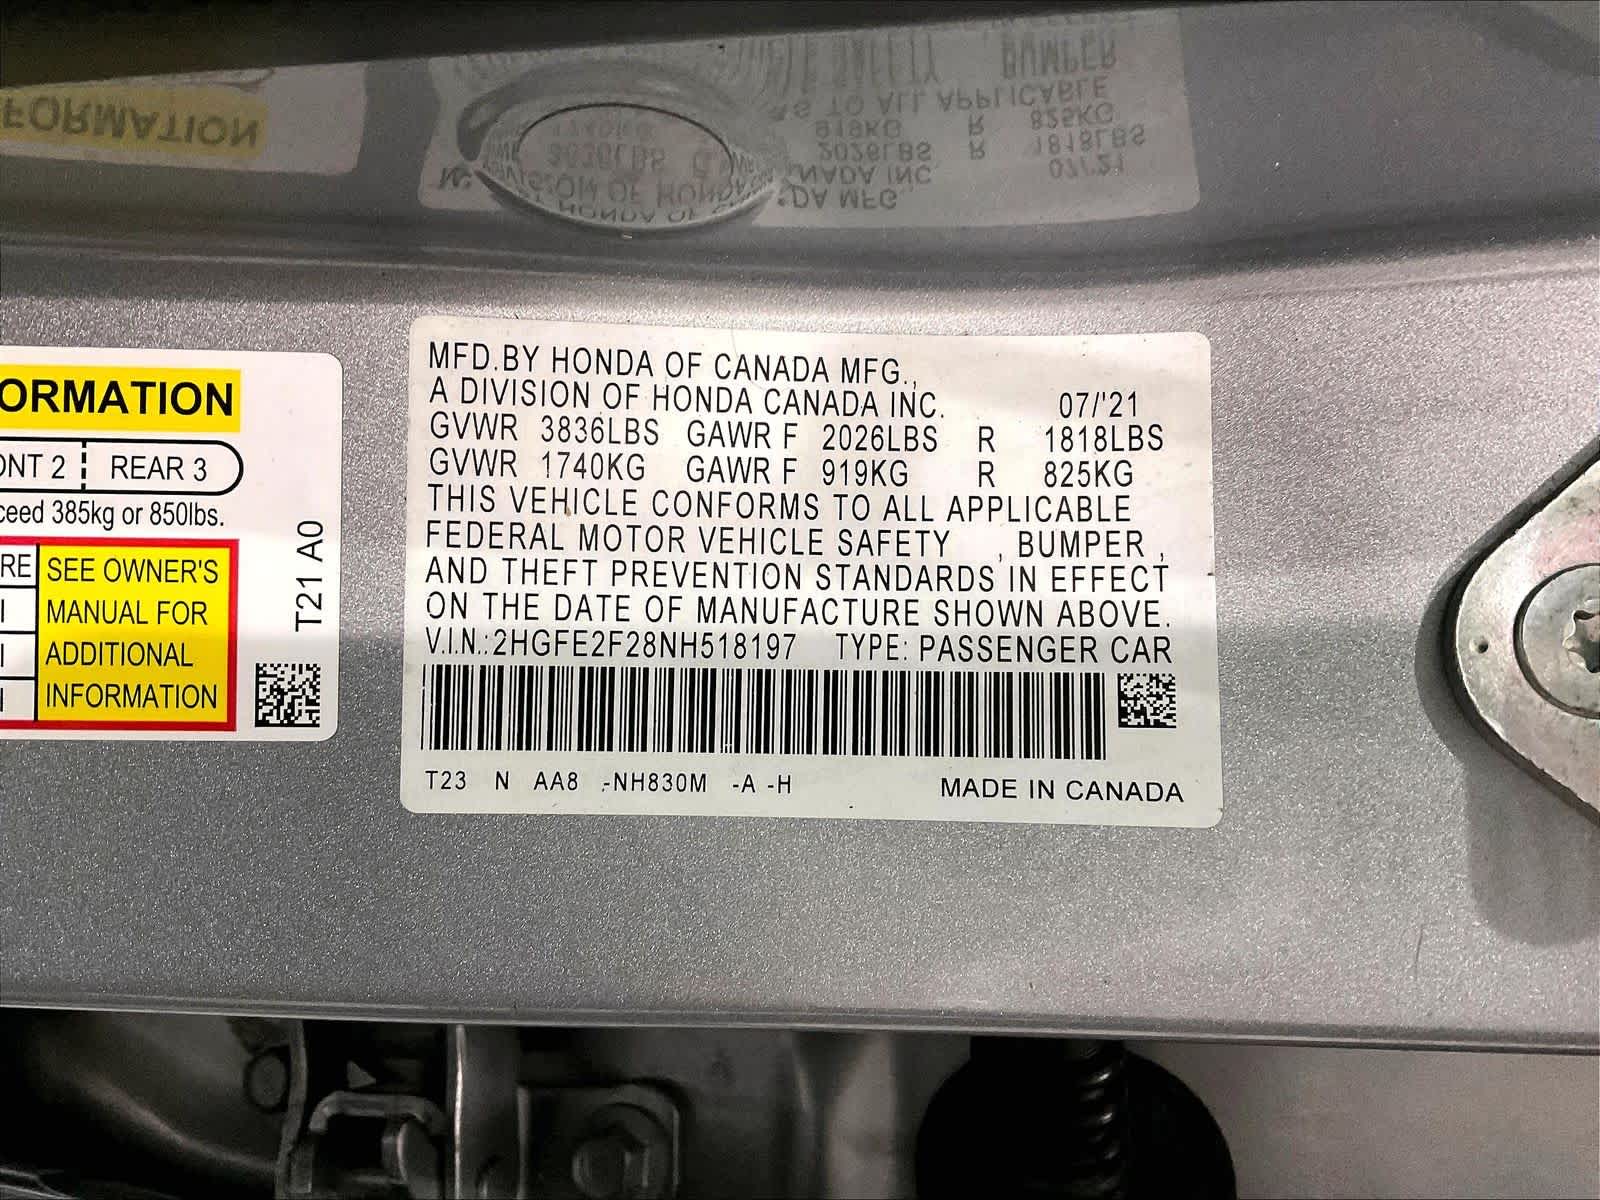 ORMATION
ONT 2 REAR 3
ceed 385kg or 850lbs.
RE SEE OWNER'S
MANUAL FOR
ADDITIONAL
INFORMATION
T21 A0
MFD.BY HONDA OF CANADA MFG.,
A DIVISION OF HONDA CANADA INC. 07/'21
GVWR 3836LBS GAWR F 2026LBS R 1818LBS
GVWR 1740KG GAWR F 919KG R 825KG
THIS VEHICLE CONFORMS TO ALL APPLICABLE
FEDERAL MOTOR VEHICLE SAFETY , BUMPER ,
AND THEFT PREVENTION STANDARDS IN EFFECT
ON THE DATE OF MANUFACTURE SHOWN ABOVE.
V.I.N.:2HGFE2F28NH518197 TYPE: PASSENGER CAR
T23 N AA8 -NH830M -A -H MADE IN CANADA